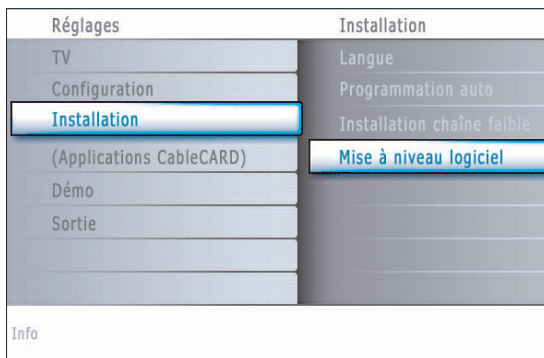 Réglages
TV
Configuration
Installation
(Applications CableCARD)
Démo
Sortie
Installation
Langue
Programmation auto
Installation chaîne faible
Mise à niveau logiciel
Info